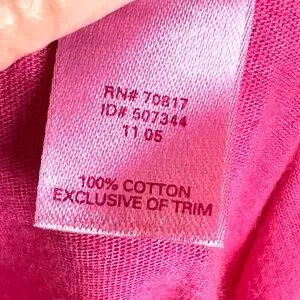 RN# 70817
ID# 507344
11 05
100% COTTON
EXCLUSIVE OF TRIM